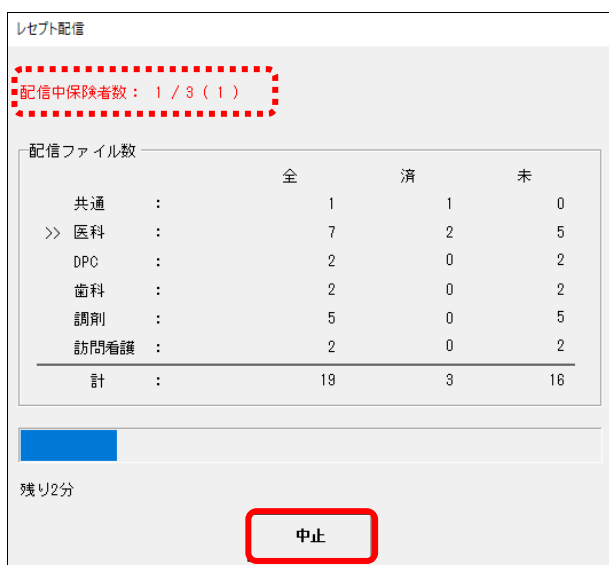 レセプト配信
配信中保険者数： 1 / 3 ( 1 )
配信ファイル数
全 済 未
共通 ： 1 1 0
>> 医科 ： 7 2 5
DPC ： 2 0 2
歯科 ： 2 0 2
調剤 ： 5 0 5
訪問看護 ： 2 0 2
計 ： 19 3 16
残り2分
中止